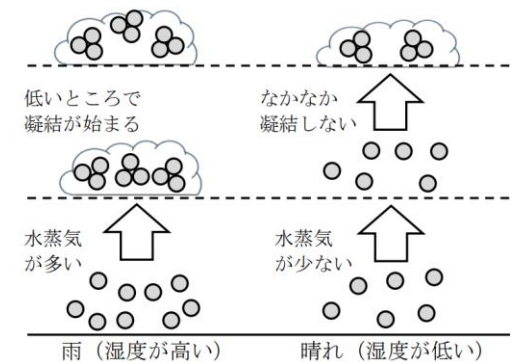 低いところで
凝結が始まる
なかなか
凝結しない
水蒸気
が多い
水蒸気
が少ない
雨（湿度が高い）
晴れ（湿度が低い）